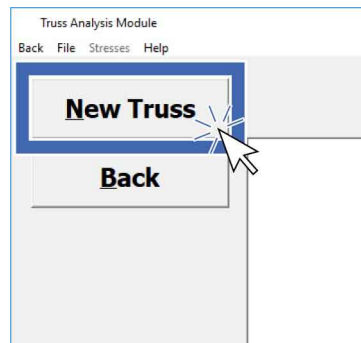 Truss Analysis Module
Back File Stresses Help
New Truss
Back